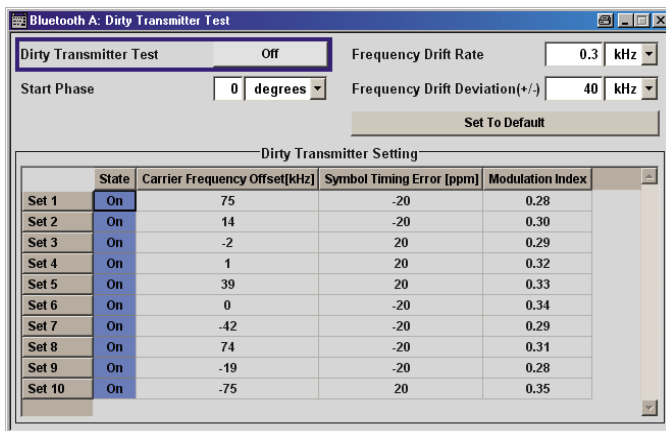 Bluetooth A: Dirty Transmitter Test
Dirty Transmitter Test Off Frequency Drift Rate 0.3 kHz
Start Phase 0 degrees Frequency Drift Deviation(+/-) 40 kHz
Set To Default
Dirty Transmitter Setting
State Carrier Frequency Offset[kHz] Symbol Timing Error [ppm] Modulation Index
Set 1 On 75 -20 0.28
Set 2 On 14 -20 0.30
Set 3 On -2 20 0.29
Set 4 On 1 20 0.32
Set 5 On 39 20 0.33
Set 6 On 0 -20 0.34
Set 7 On -42 -20 0.29
Set 8 On 74 -20 0.31
Set 9 On -19 -20 0.28
Set 10 On -75 20 0.35